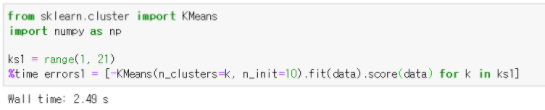 from sklearn.cluster import KMeans
import numpy as np
ks1 = range(1, 21)
%time errors1 = [-KMeans(n_clusters=k, n_init=10).fit(data).score(data) for k in ks1]
Wall time: 2.49 s